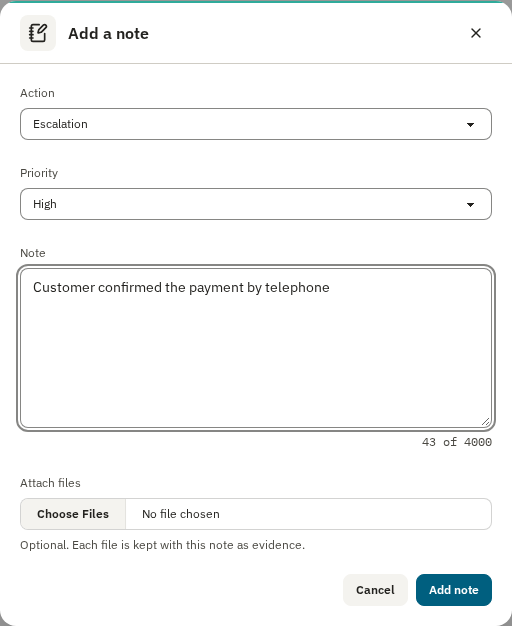 Add a note
Action
Escalation
Priority
High
Note
Customer confirmed the payment by telephone
43 of 4000
Attach files
Choose Files No file chosen
Optional. Each file is kept with this note as evidence.
Cancel Add note